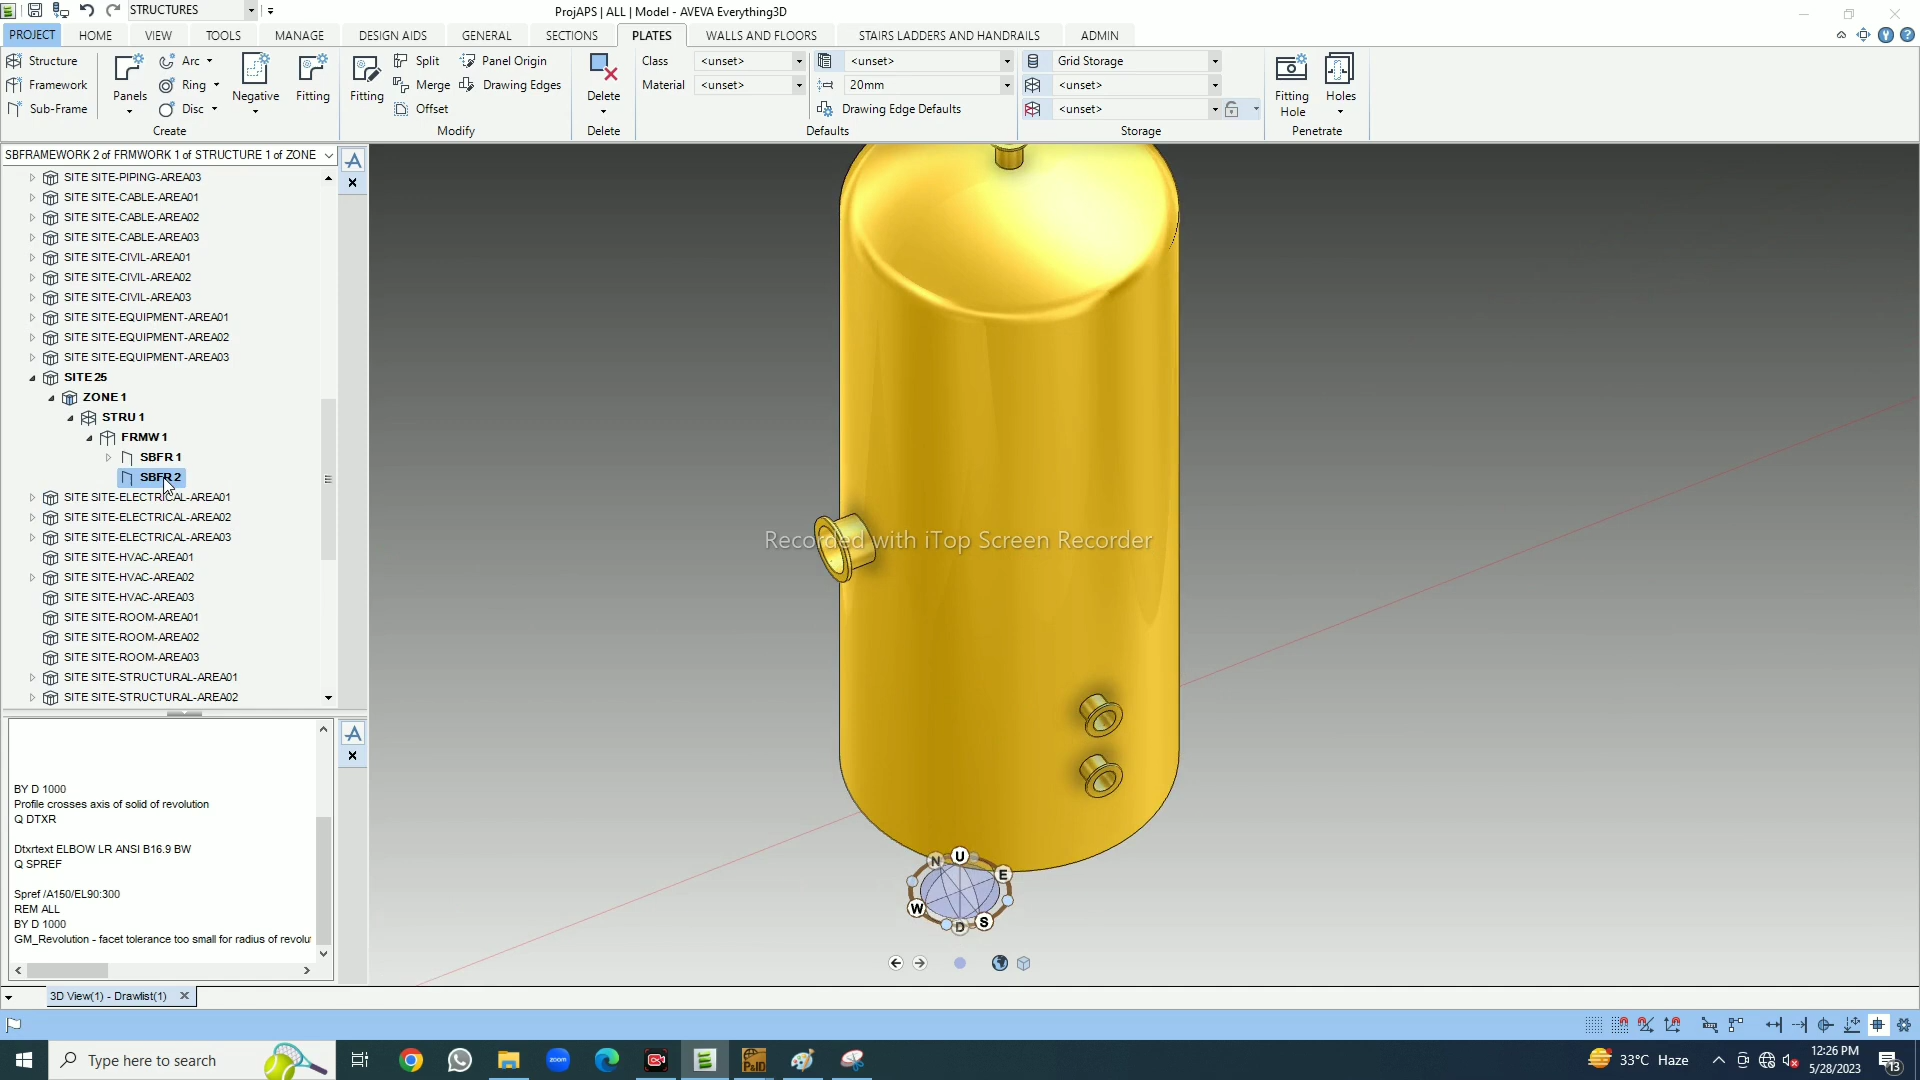 STRUCTURES
ProjAPS | ALL | Model - AVEVA Everything3D
PROJECT HOME VIEW TOOLS MANAGE DESIGN AIDS GENERAL SECTIONS PLATES WALLS AND FLOORS STAIRS LADDERS AND HANDRAILS ADMIN
Structure
Framework
Sub-Frame
Panels
Arc
Ring
Disc
Negative
Fitting
Create
Fitting
Split
Merge
Offset
Panel Origin
Drawing Edges
Modify
Delete
Delete
Class <unset>
Material <unset>
<unset>
20mm
Drawing Edge Defaults
Defaults
Grid Storage
<unset>
<unset>
Storage
Fitting
Hole
Holes
Penetrate
SBFRAMEWORK 2 of FRMWORK 1 of STRUCTURE 1 of ZONE
SITE SITE-PIPING-AREA03
SITE SITE-CABLE-AREA01
SITE SITE-CABLE-AREA02
SITE SITE-CABLE-AREA03
SITE SITE-CIVIL-AREA01
SITE SITE-CIVIL-AREA02
SITE SITE-CIVIL-AREA03
SITE SITE-EQUIPMENT-AREA01
SITE SITE-EQUIPMENT-AREA02
SITE SITE-EQUIPMENT-AREA03
SITE 25
ZONE 1
STRU 1
FRMW 1
SBFR 1
SBFR 2
SITE SITE-ELECTRICAL-AREA01
SITE SITE-ELECTRICAL-AREA02
SITE SITE-ELECTRICAL-AREA03
SITE SITE-HVAC-AREA01
SITE SITE-HVAC-AREA02
SITE SITE-HVAC-AREA03
SITE SITE-ROOM-AREA01
SITE SITE-ROOM-AREA02
SITE SITE-ROOM-AREA03
SITE SITE-STRUCTURAL-AREA01
SITE SITE-STRUCTURAL-AREA02
BY D 1000
Profile crosses axis of solid of revolution
Q DTXR
Dtxrtext ELBOW LR ANSI B16.9 BW
Q SPREF
Spref /A150/EL90:300
REM ALL
BY D 1000
GM_Revolution - facet tolerance too small for radius of revolu
Recorded with iTop Screen Recorder
N U E
W D S
3D View(1) - Drawlist(1)
Type here to search
zoom
P&ID
33°C Haze
12:26 PM
5/28/2023
13